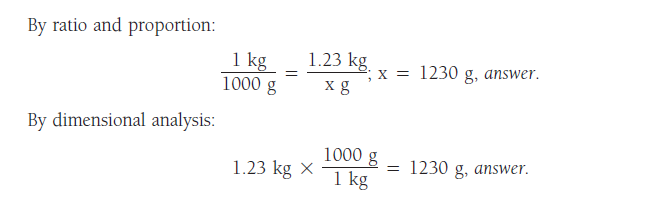 By ratio and proportion:
1 kg / 1000 g = 1.23 kg / x g ; x = 1230 g, answer.
By dimensional analysis:
1.23 kg × 1000 g / 1 kg = 1230 g, answer.